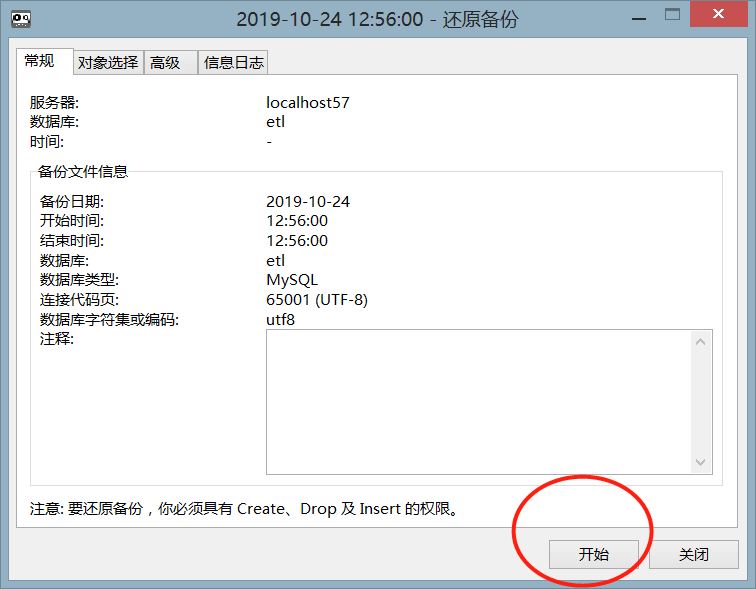 2019-10-24 12:56:00 - 还原备份
常规 对象选择 高级 信息日志
服务器: localhost57
数据库: etl
时间: -
备份文件信息
备份日期: 2019-10-24
开始时间: 12:56:00
结束时间: 12:56:00
数据库: etl
数据库类型: MySQL
连接代码页: 65001 (UTF-8)
数据库字符集或编码: utf8
注释:
注意: 要还原备份，你必须具有 Create、Drop 及 Insert 的权限。
开始 关闭